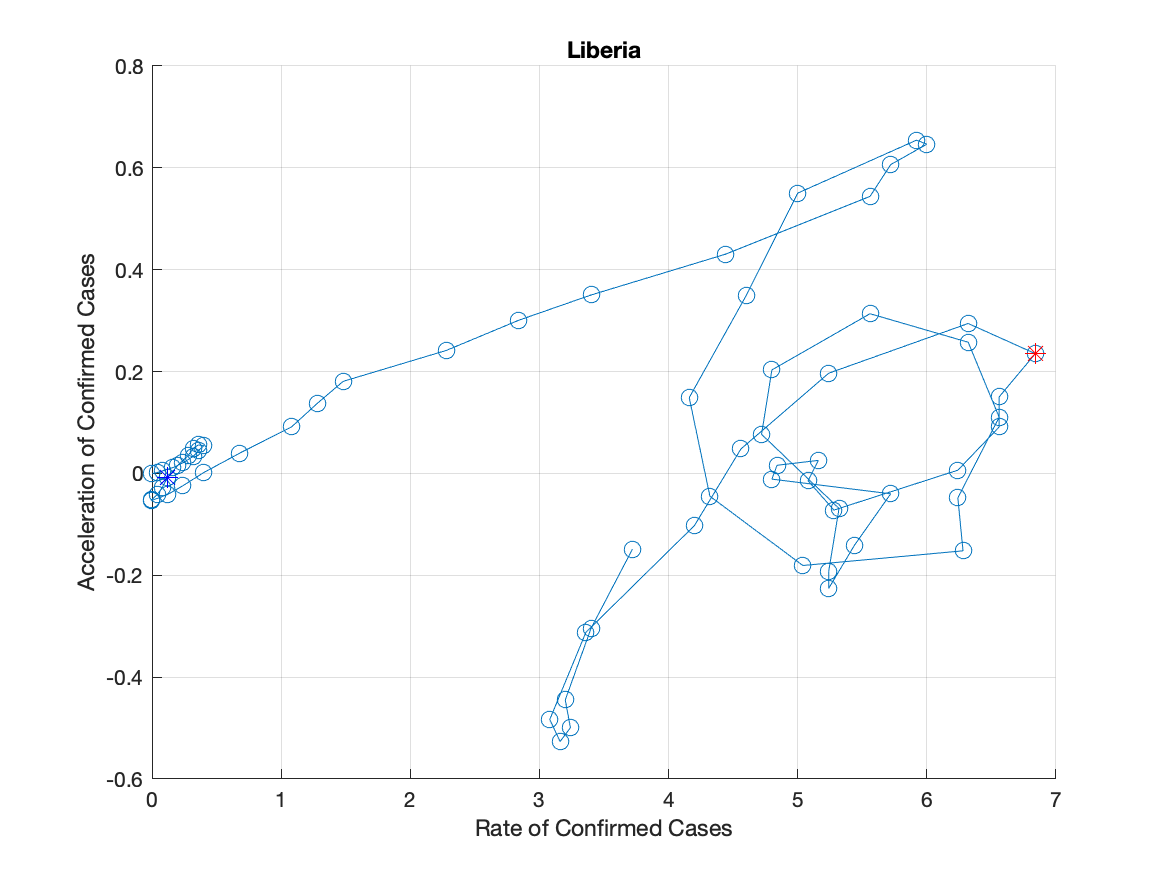 Liberia
Acceleration of Confirmed Cases
0.8
0.6
0.4
0.2
0
-0.2
-0.4
-0.6
0 1 2 3 4 5 6 7
Rate of Confirmed Cases